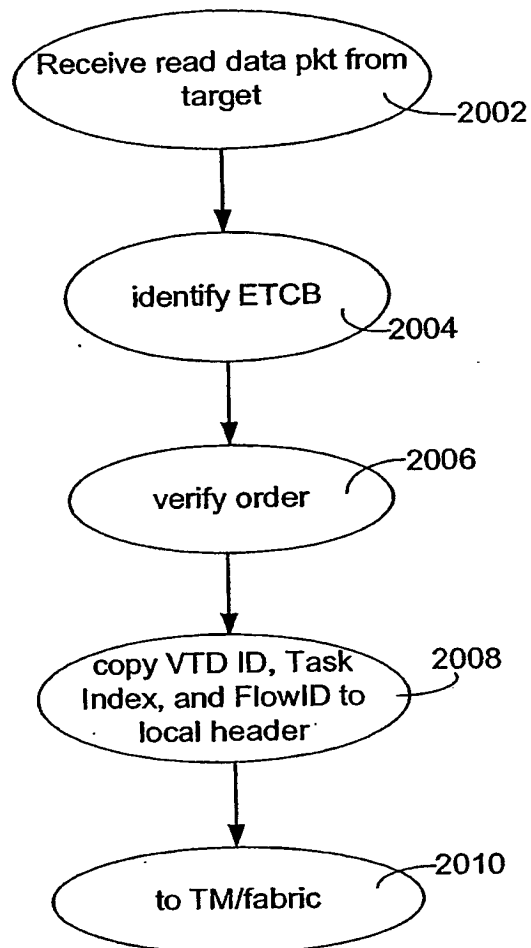 Receive read data pkt from
target
2002
identify ETCB
2004
2006
verify order
copy VTD ID, Task
Index, and FlowID to
local header
2008
2010
to TM/fabric